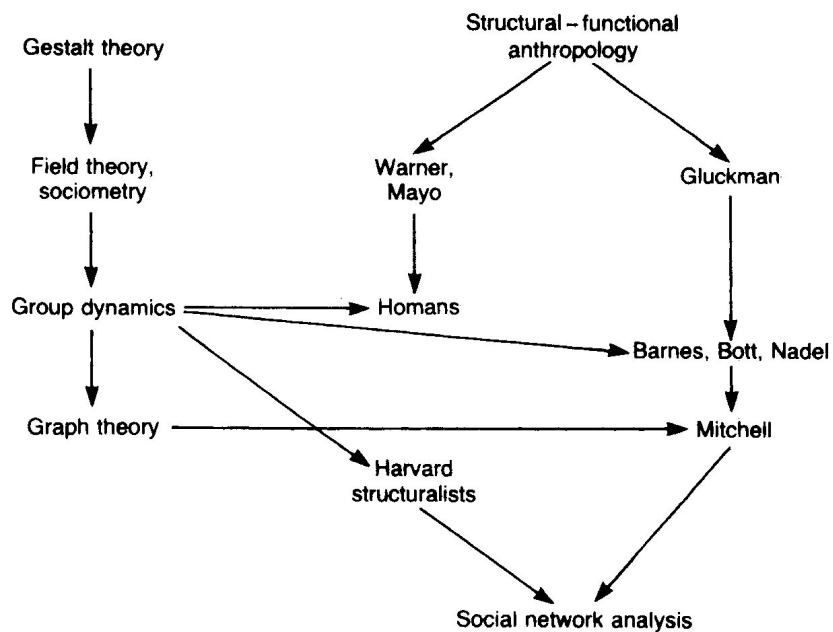 Structural – functional
anthropology
Gestalt theory
Field theory,
sociometry
Warner,
Mayo
Gluckman
Group dynamics
Homans
Barnes, Bott, Nadel
Graph theory
Mitchell
Harvard
structuralists
Social network analysis